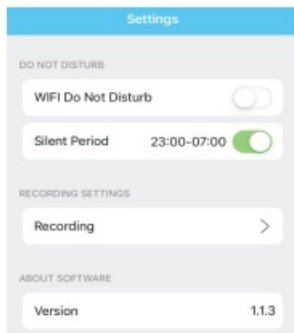 Settings
DO NOT DISTURB
WIFI Do Not Disturb
Silent Period 23:00-07:00
RECORDING SETTINGS
Recording
ABOUT SOFTWARE
Version 1.1.3